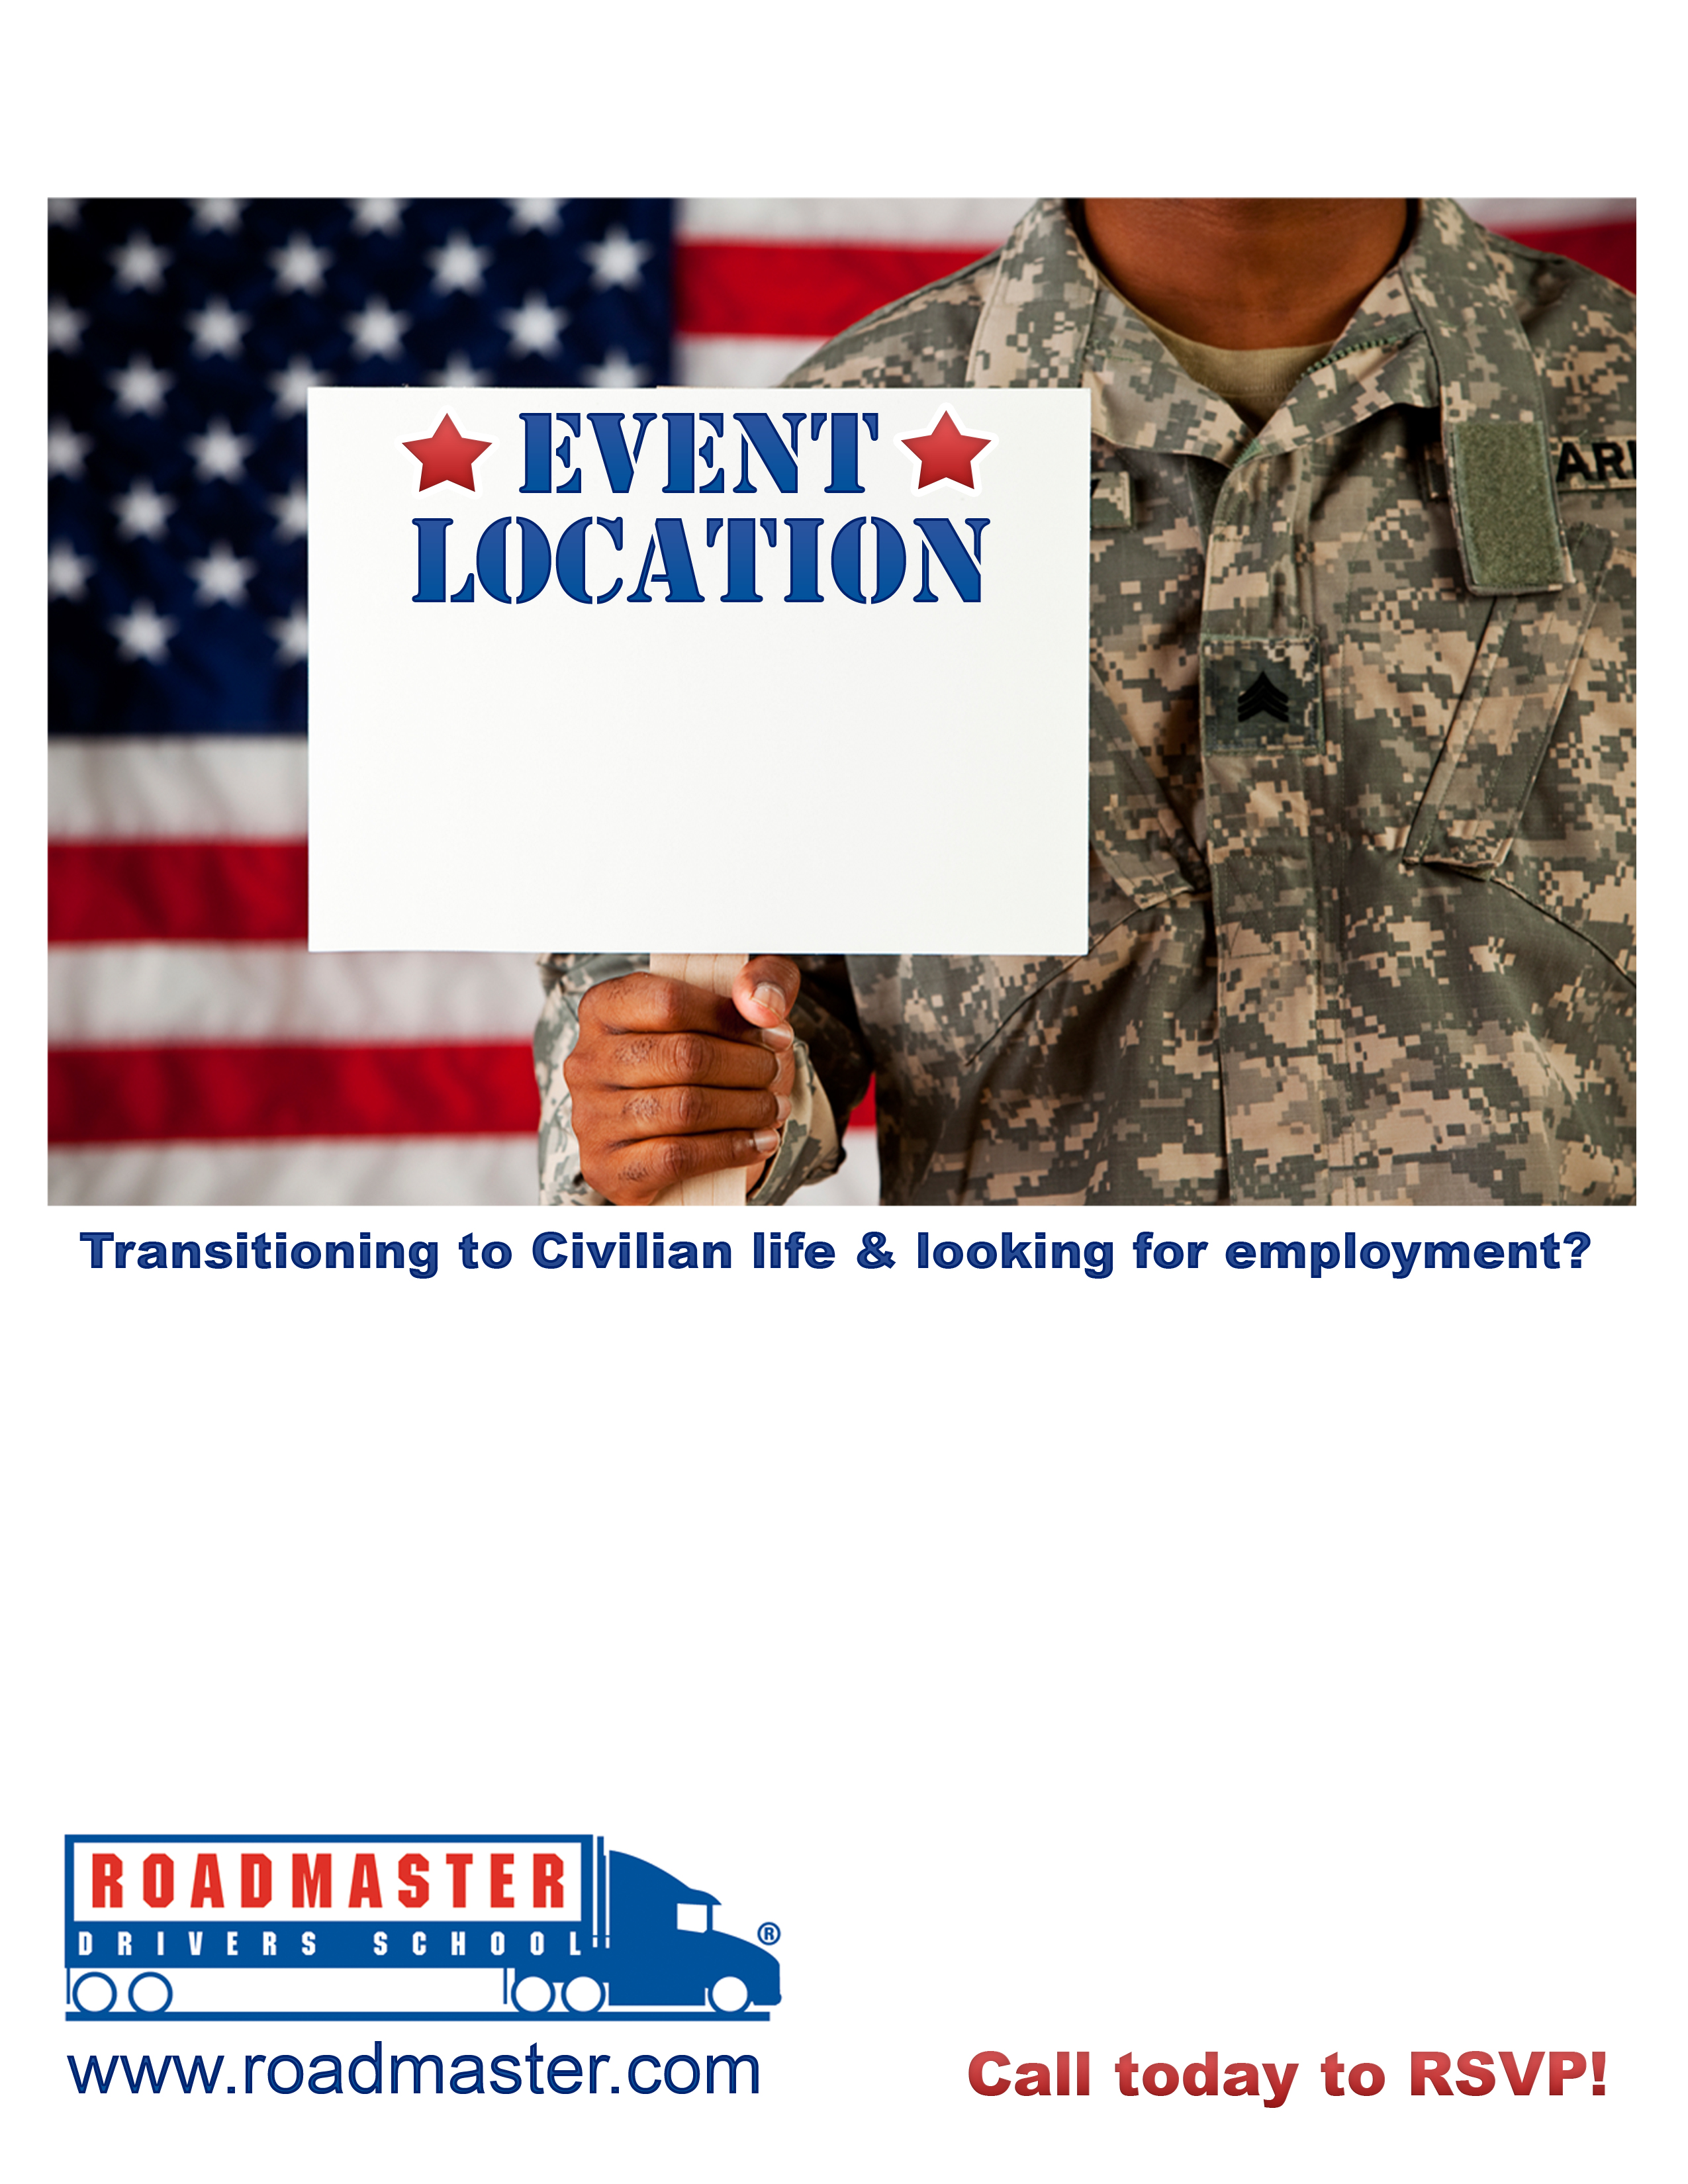 EVENT
LOCATION
ARM
Transitioning to Civilian life & looking for employment?
ROADMASTER
DRIVERS SCHOOL
®
www.roadmaster.com
Call today to RSVP!